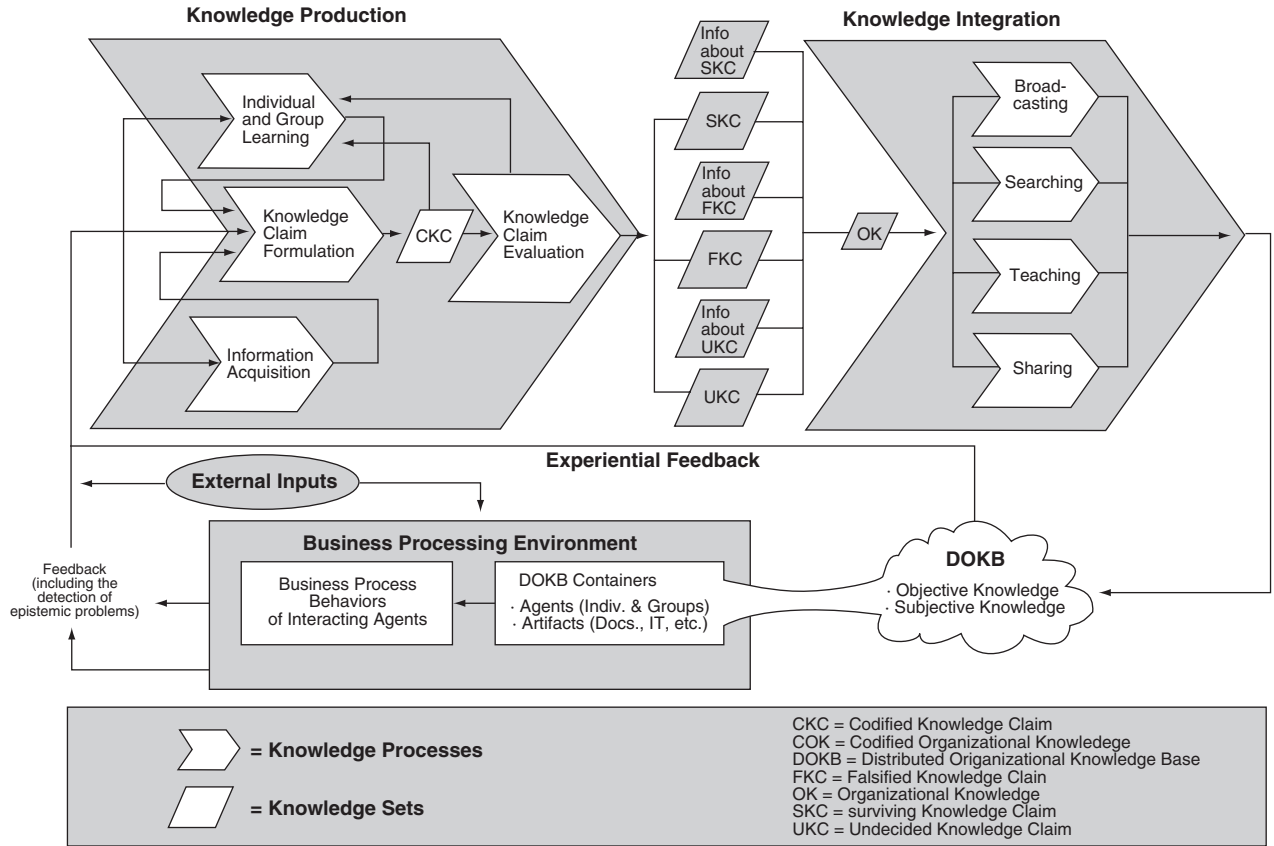 Knowledge Production
Knowledge Integration
Individual
and Group
Learning
Knowledge
Claim
Formulation
CKC
Knowledge
Claim
Evaluation
Information
Acquisition
Info
about
SKC
SKC
Info
about
FKC
FKC
Info
about
UKC
UKC
OK
Broad-
casting
Searching
Teaching
Sharing
Experiential Feedback
External Inputs
Business Processing Environment
Business Process
Behaviors
of Interacting Agents
DOKB Containers
· Agents (Indiv. & Groups)
· Artifacts (Docs., IT, etc.)
DOKB
· Objective Knowledge
· Subjective Knowledge
Feedback
(including the
detection of
epistemic problems)
= Knowledge Processes
= Knowledge Sets
CKC = Codified Knowledge Claim
COK = Codified Organizational Knowledege
DOKB = Distributed Origanizational Knowledge Base
FKC = Falsified Knowledge Clain
OK = Organizational Knowledge
SKC = surviving Knowledge Claim
UKC = Undecided Knowledge Claim